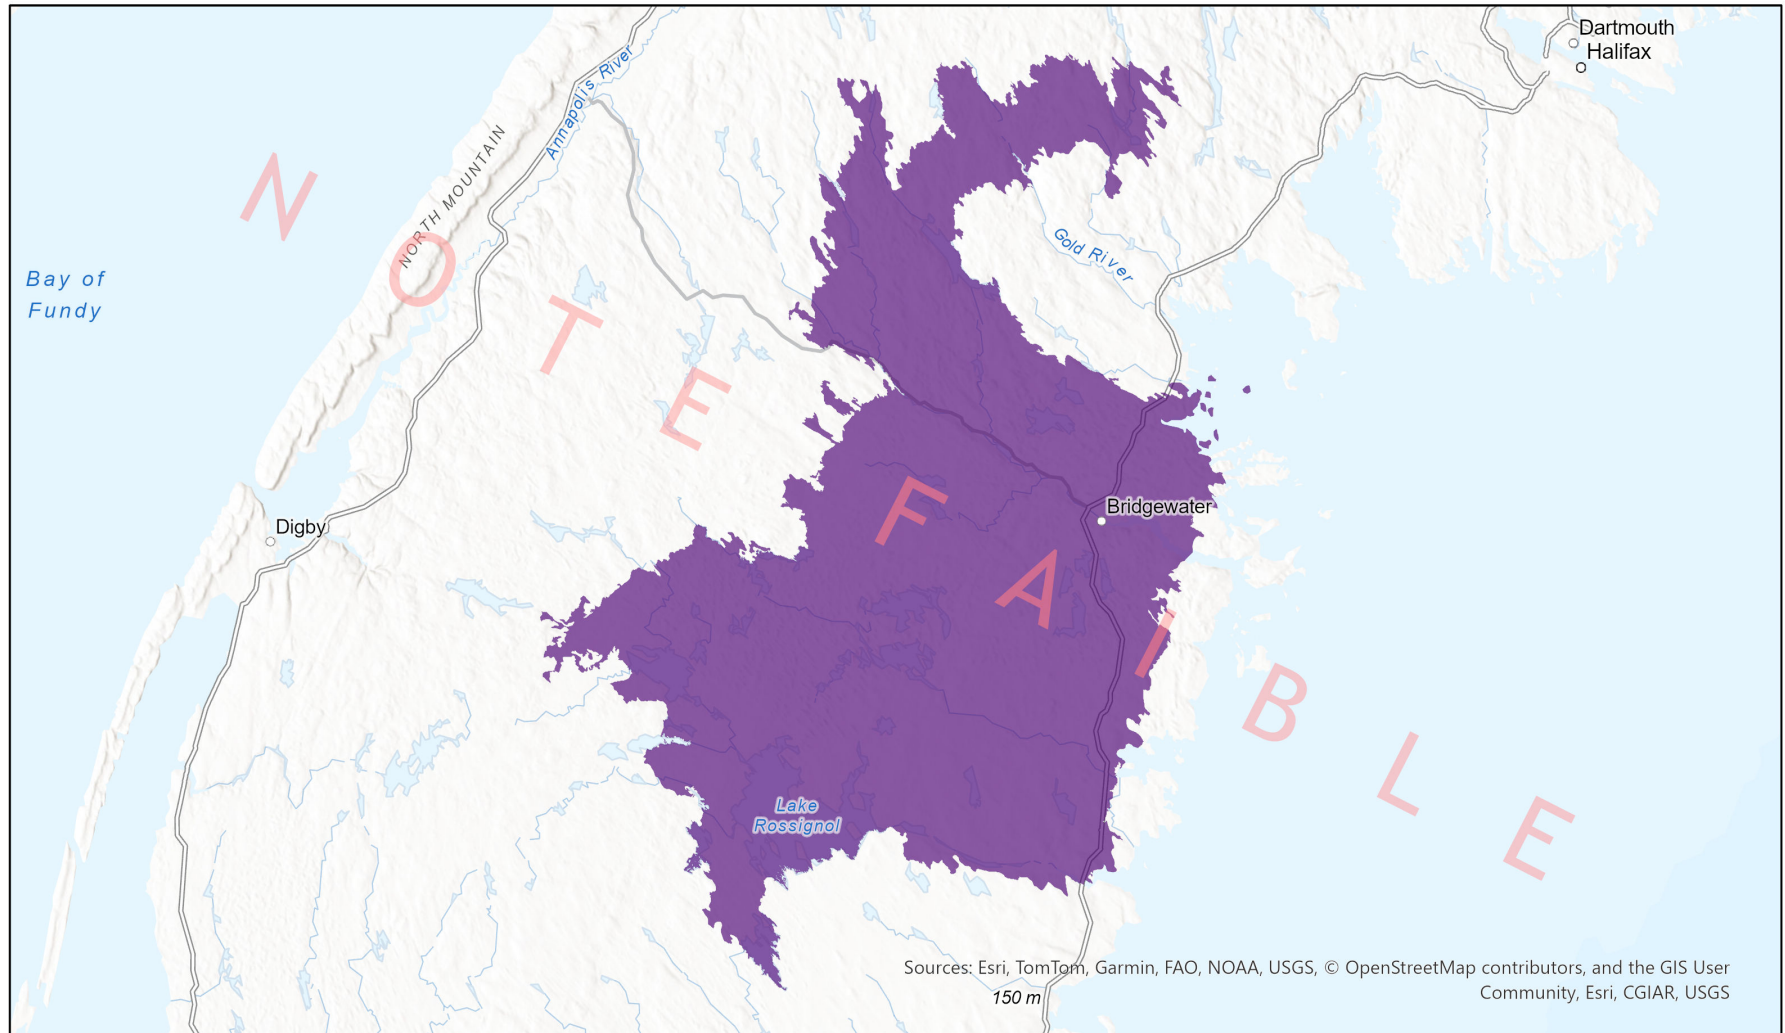 Dartmouth
Halifax
Annapolis River
NORTH MOUNTAIN
Gold River
Bay of
Fundy
NOTE FAIBLE
Bridgewater
Digby
Lake
Rossignol
Sources: Esri, TomTom, Garmin, FAO, NOAA, USGS, © OpenStreetMap contributors, and the GIS User
Community, Esri, CGIAR, USGS
150 m